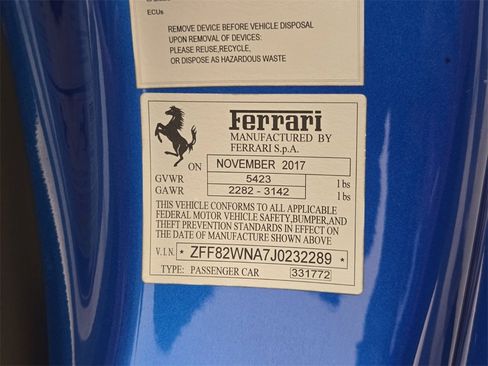 ECUs
REMOVE DEVICE BEFORE VEHICLE DISPOSAL
UPON REMOVAL OF DEVICES:
PLEASE REUSE,RECYCLE,
OR DISPOSE AS HAZARDOUS WASTE
Ferrari
MANUFACTURED BY
FERRARI S.p.A.
ON NOVEMBER 2017
GVWR 5423 lbs
GAWR 2282 - 3142 lbs
THIS VEHICLE CONFORMS TO ALL APPLICABLE
FEDERAL MOTOR VEHICLE SAFETY,BUMPER,AND
THEFT PREVENTION STANDARDS IN EFFECT ON
THE DATE OF MANUFACTURE SHOWN ABOVE
V.I.N. * ZFF82WNA7J0232289 *
TYPE: PASSENGER CAR 331772